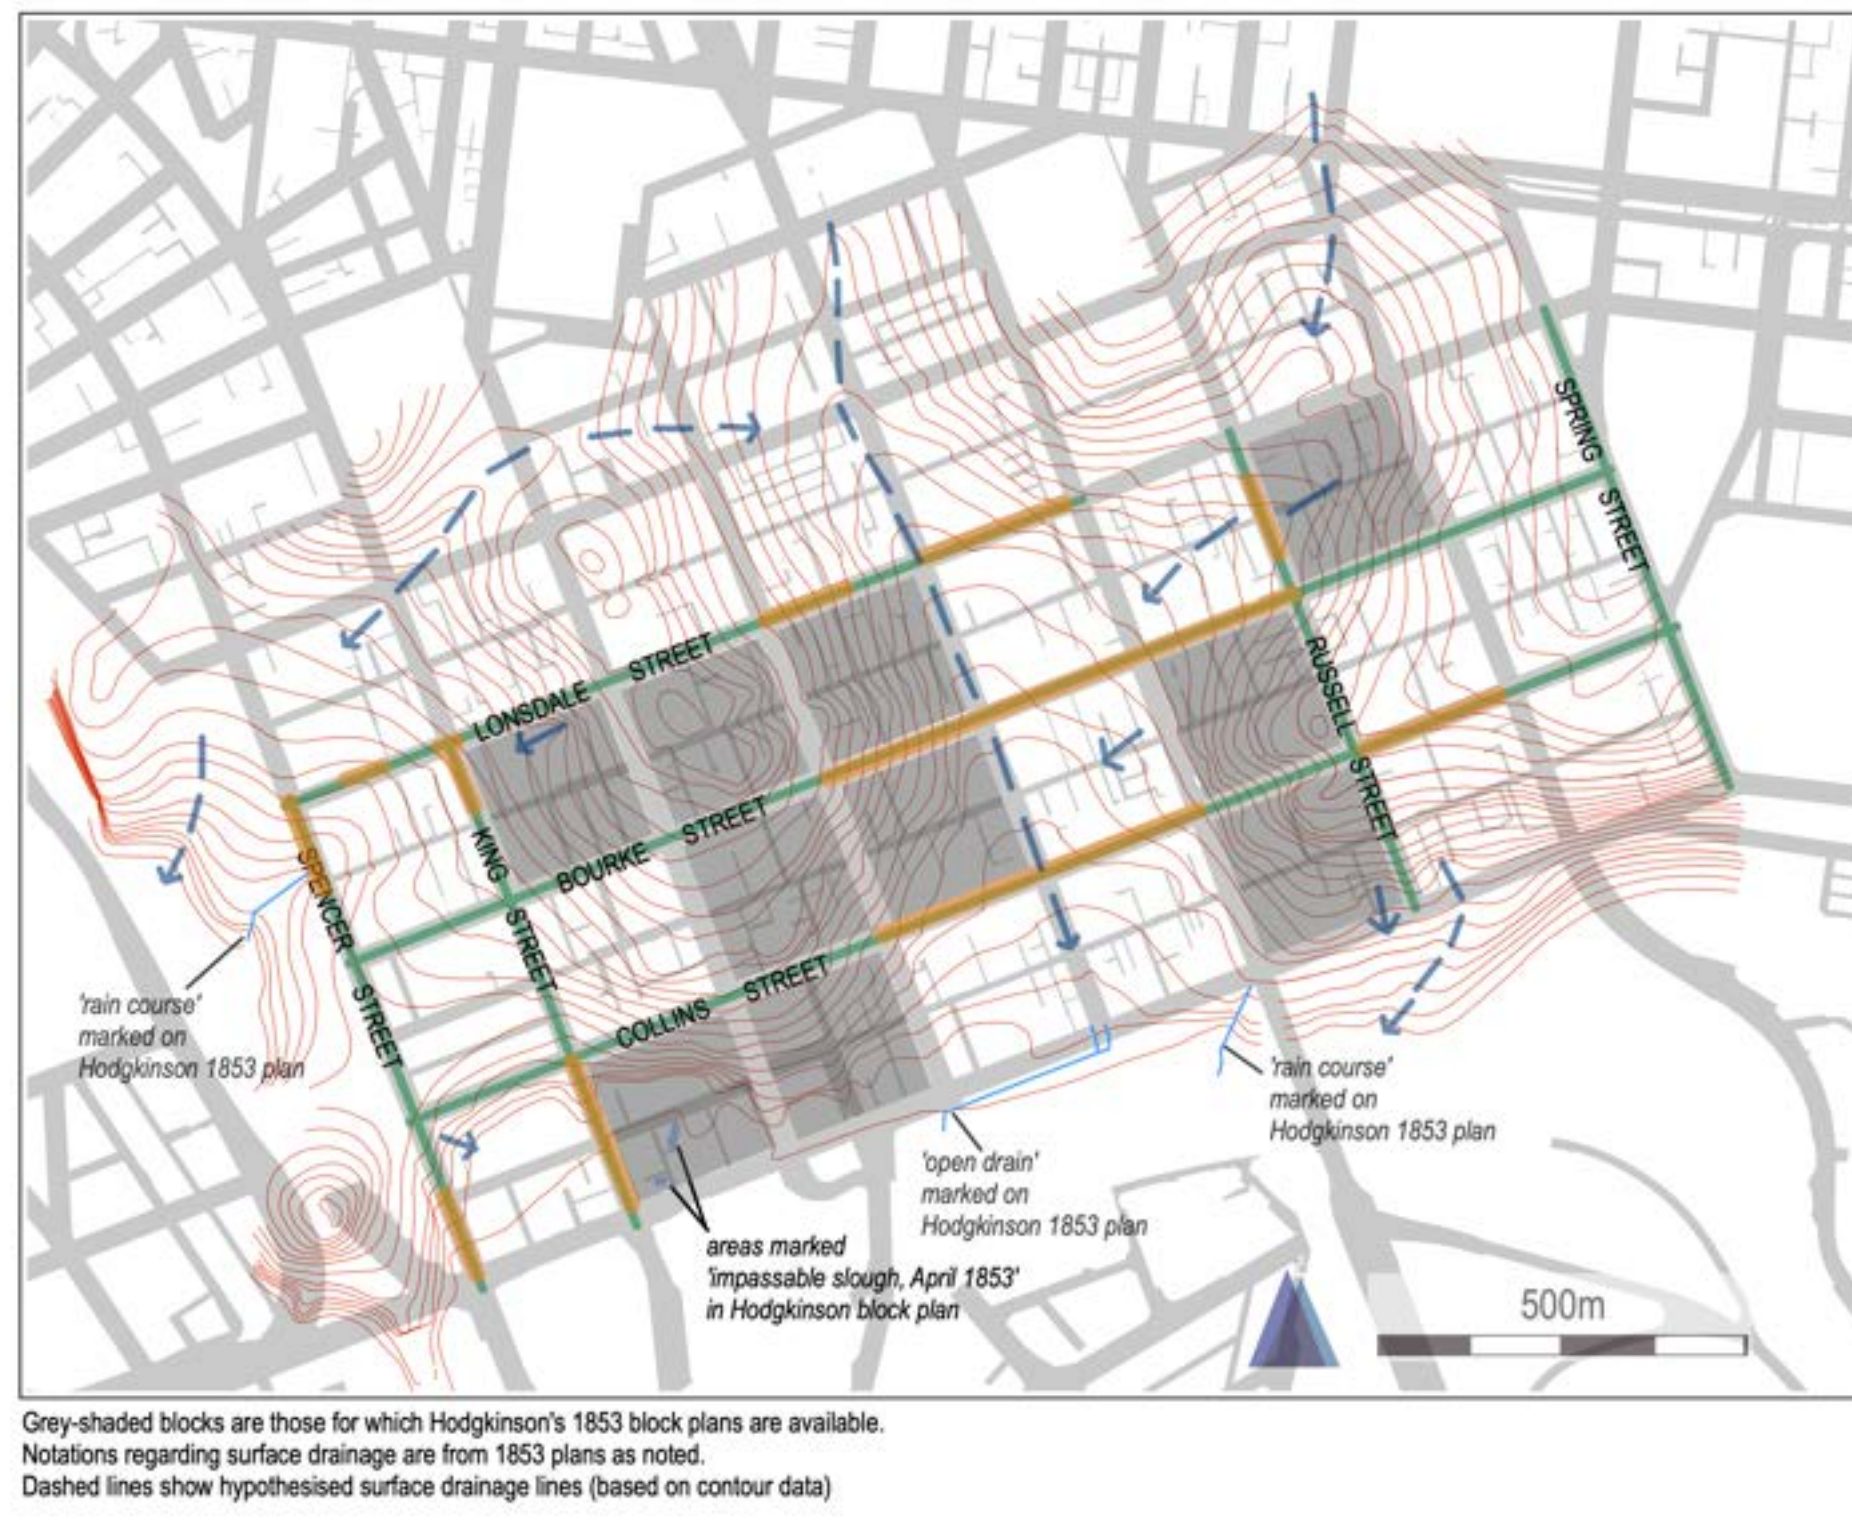 SPRING
STREET
LONSDALE STREET
RUSSELL
STREET
KING
STREET
BOURKE STREET
SPENCER
STREET
COLLINS STREET
'rain course'
marked on
Hodgkinson 1853 plan
'rain course'
marked on
Hodgkinson 1853 plan
'open drain'
marked on
Hodgkinson 1853 plan
areas marked
'impassable slough, April 1853'
in Hodgkinson block plan
500m
Grey-shaded blocks are those for which Hodgkinson's 1853 block plans are available.
Notations regarding surface drainage are from 1853 plans as noted.
Dashed lines show hypothesised surface drainage lines (based on contour data)